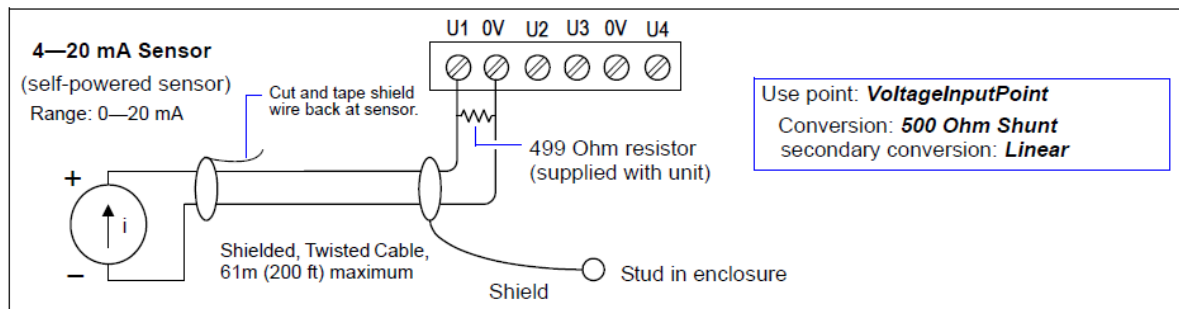 U1 0V U2 U3 0V U4
4—20 mA Sensor
(self-powered sensor)
Range: 0—20 mA
Cut and tape shield
wire back at sensor.
499 Ohm resistor
(supplied with unit)
Use point: VoltageInputPoint
Conversion: 500 Ohm Shunt
secondary conversion: Linear
+
i
–
Shielded, Twisted Cable,
61m (200 ft) maximum
Shield
Stud in enclosure